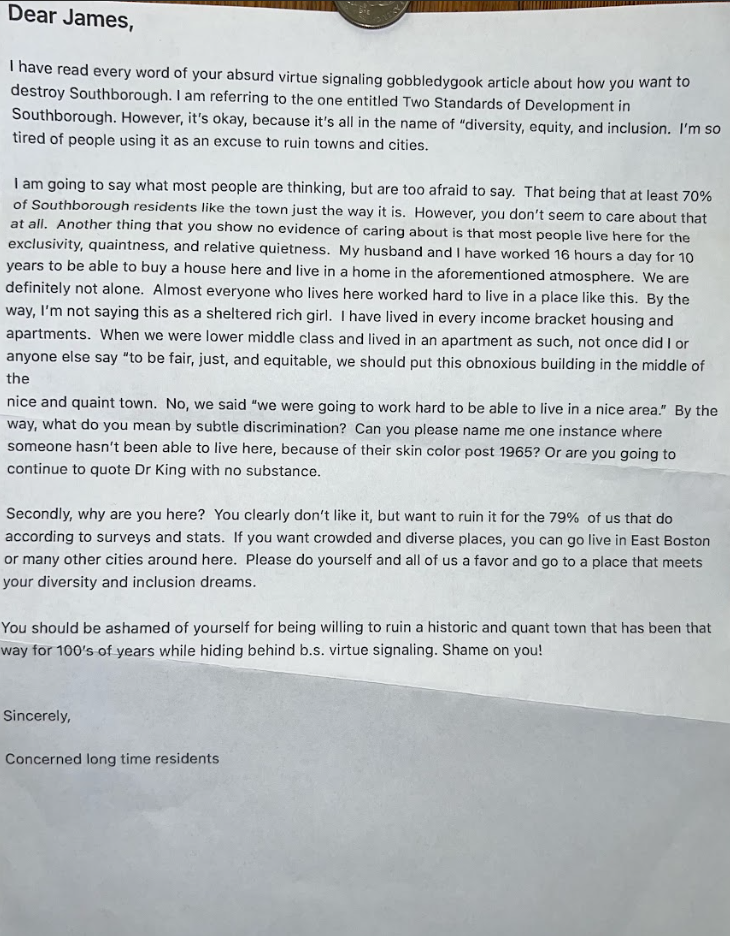 Dear James,
I have read every word of your absurd virtue signaling gobbledygook article about how you want to
destroy Southborough. I am referring to the one entitled Two Standards of Development in
Southborough. However, it's okay, because it's all in the name of "diversity, equity, and inclusion. I'm so
tired of people using it as an excuse to ruin towns and cities.
I am going to say what most people are thinking, but are too afraid to say. That being that at least 70%
of Southborough residents like the town just the way it is. However, you don't seem to care about that
at all. Another thing that you show no evidence of caring about is that most people live here for the
exclusivity, quaintness, and relative quietness. My husband and I have worked 16 hours a day for 10
years to be able to buy a house here and live in a home in the aforementioned atmosphere. We are
definitely not alone. Almost everyone who lives here worked hard to live in a place like this. By the
way, I'm not saying this as a sheltered rich girl. I have lived in every income bracket housing and
apartments. When we were lower middle class and lived in an apartment as such, not once did I or
anyone else say "to be fair, just, and equitable, we should put this obnoxious building in the middle of
the
nice and quaint town. No, we said "we were going to work hard to be able to live in a nice area." By the
way, what do you mean by subtle discrimination? Can you please name me one instance where
someone hasn't been able to live here, because of their skin color post 1965? Or are you going to
continue to quote Dr King with no substance.
Secondly, why are you here? You clearly don't like it, but want to ruin it for the 79% of us that do
according to surveys and stats. If you want crowded and diverse places, you can go live in East Boston
or many other cities around here. Please do yourself and all of us a favor and go to a place that meets
your diversity and inclusion dreams.
You should be ashamed of yourself for being willing to ruin a historic and quant town that has been that
way for 100's of years while hiding behind b.s. virtue signaling. Shame on you!
Sincerely,
Concerned long time residents